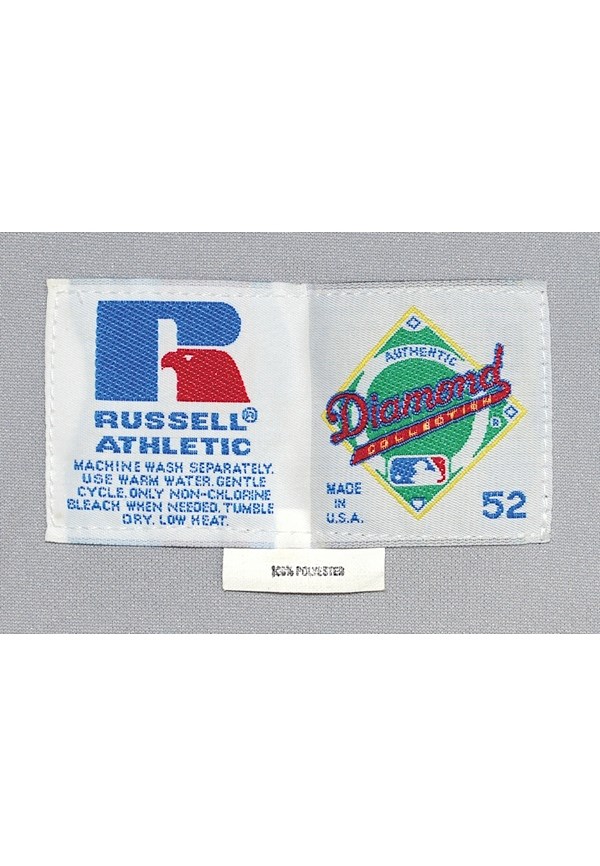 RUSSELL®
ATHLETIC
MACHINE WASH SEPARATELY.
USE WARM WATER. GENTLE
CYCLE. ONLY NON-CHLORINE
BLEACH WHEN NEEDED. TUMBLE
DRY. LOW HEAT.
AUTHENTIC
Diamond
COLLECTION
®
MADE
IN
U.S.A.
52
100% POLYESTER